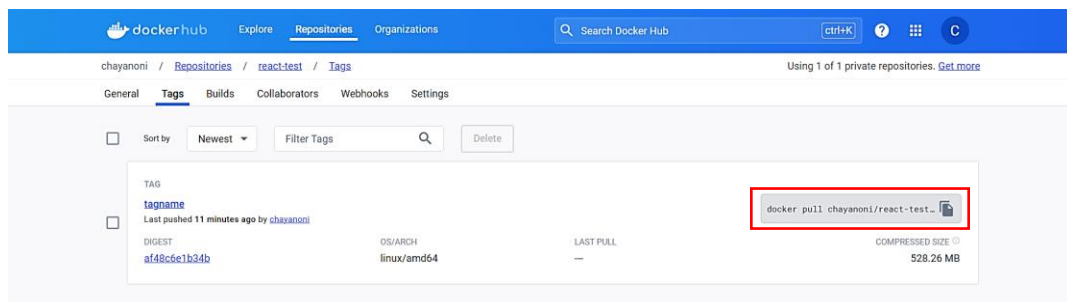 dockerhub Explore Repositories Organizations Search Docker Hub ctrl+K ? C
chayanoni / Repositories / react-test / Tags Using 1 of 1 private repositories. Get more
General Tags Builds Collaborators Webhooks Settings
Sort by Newest Filter Tags Delete
TAG
tagname
docker pull chayanoni/react-test…
Last pushed 11 minutes ago by chayanoni
DIGEST OS/ARCH LAST PULL COMPRESSED SIZE
af48c6e1b34b linux/amd64 — 528.26 MB